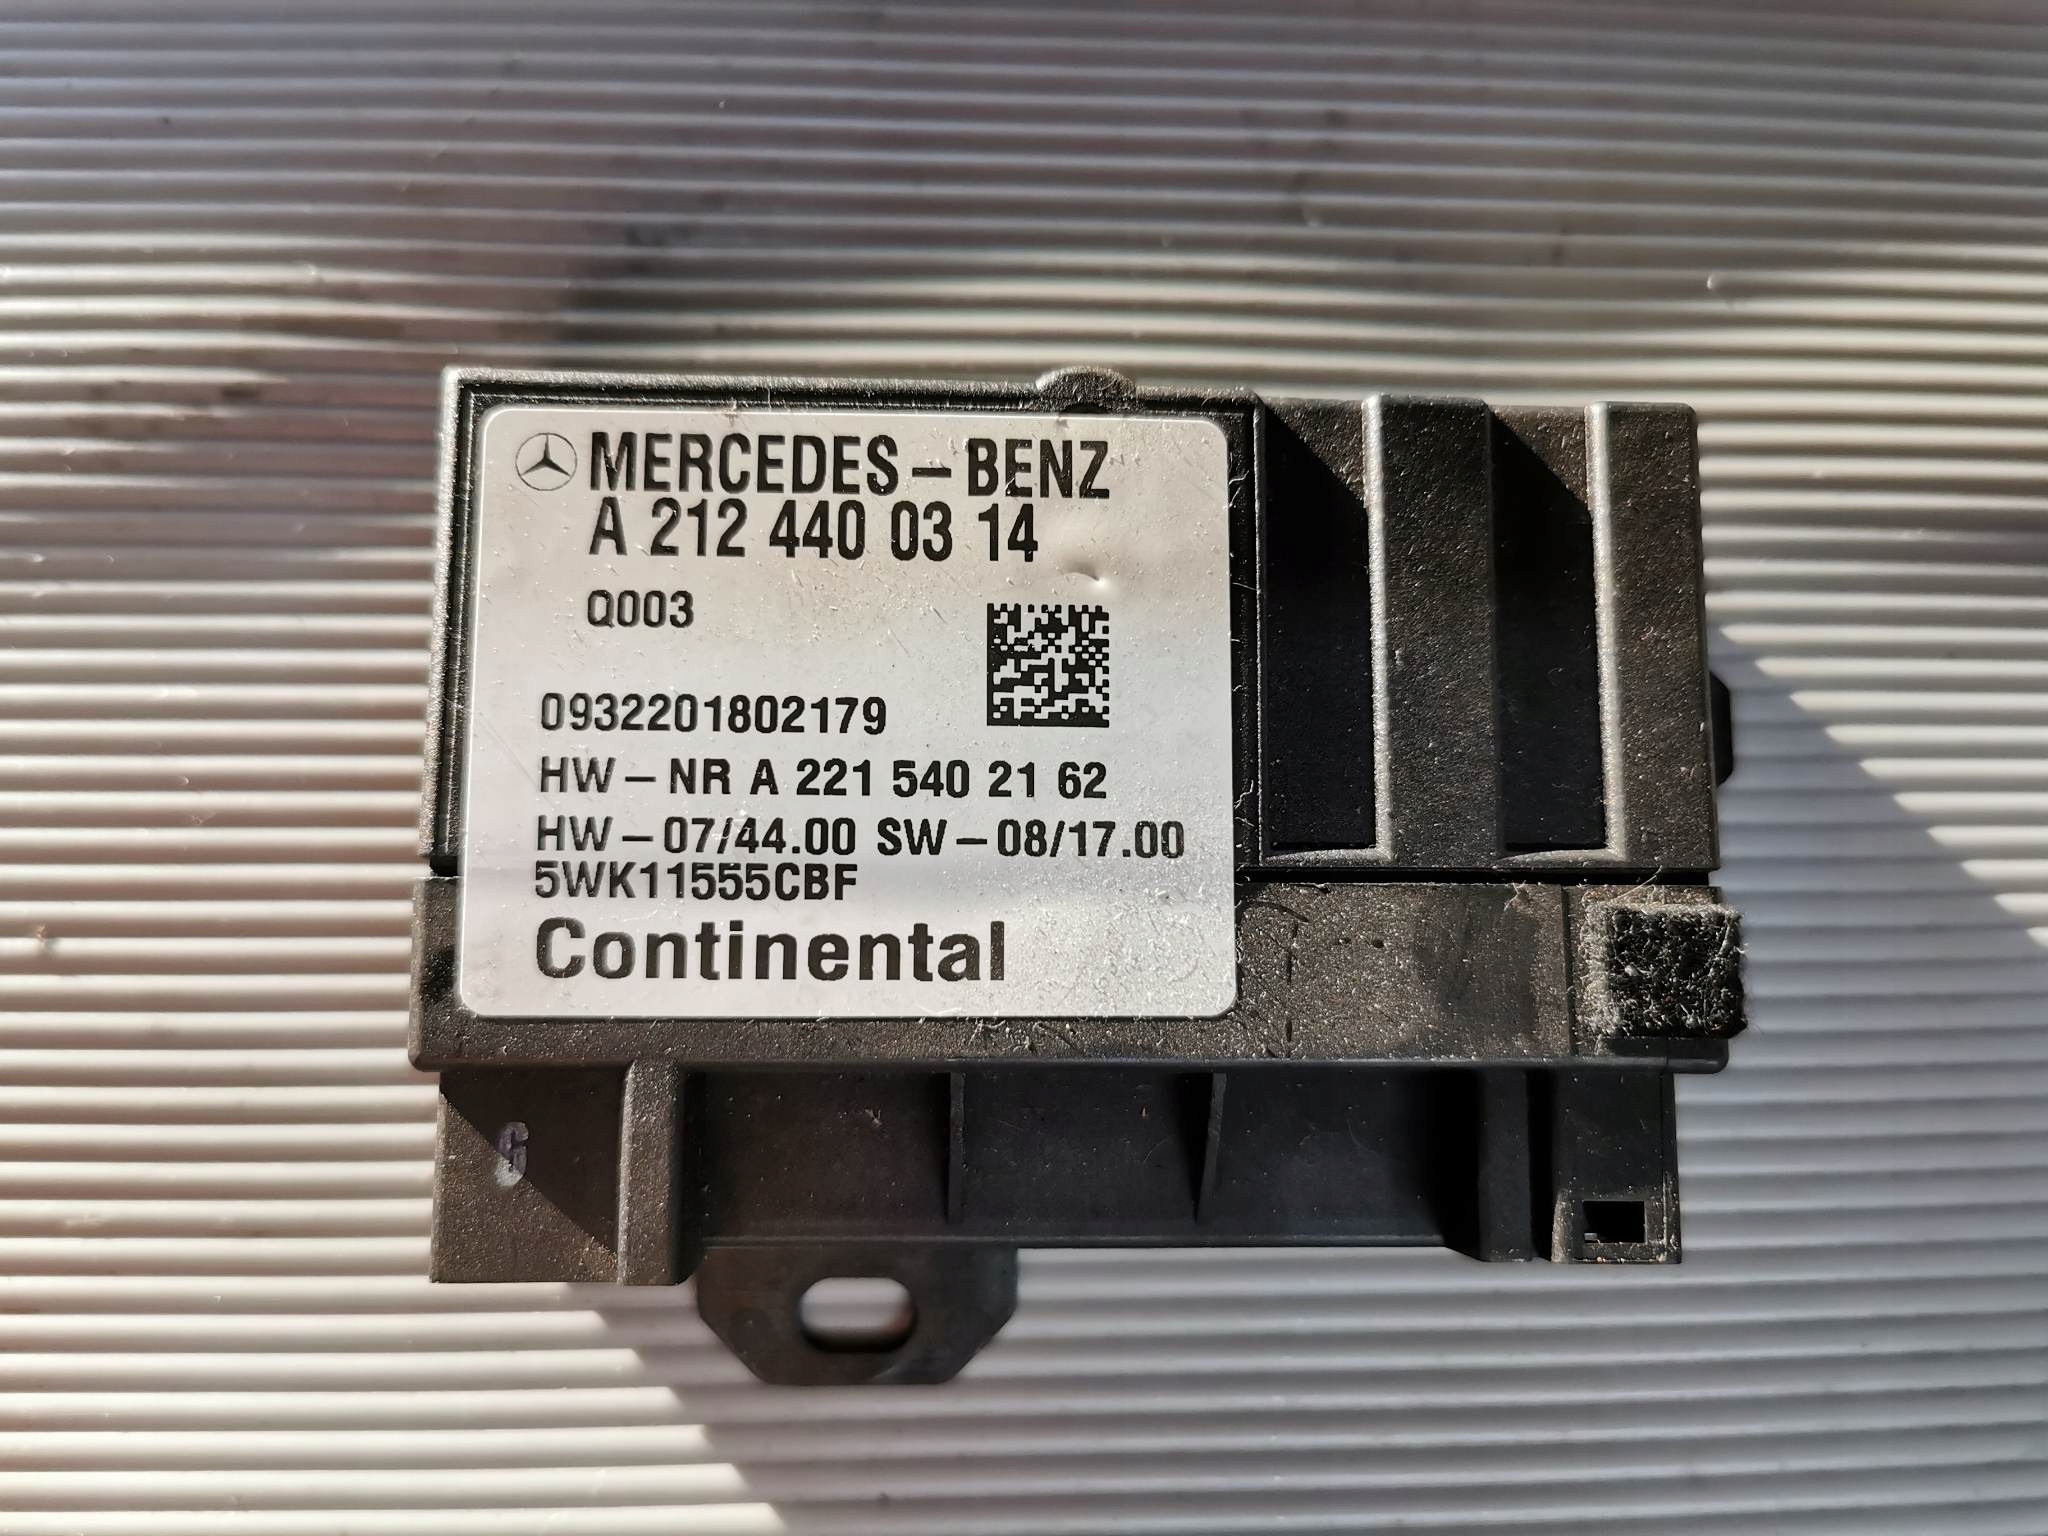 MERCEDES-BENZ
A 212 440 03 14
Q003
0932201802179
HW-NR A 221 540 21 62
HW-07/44.00 SW-08/17.00
5WK11555CBF
Continental